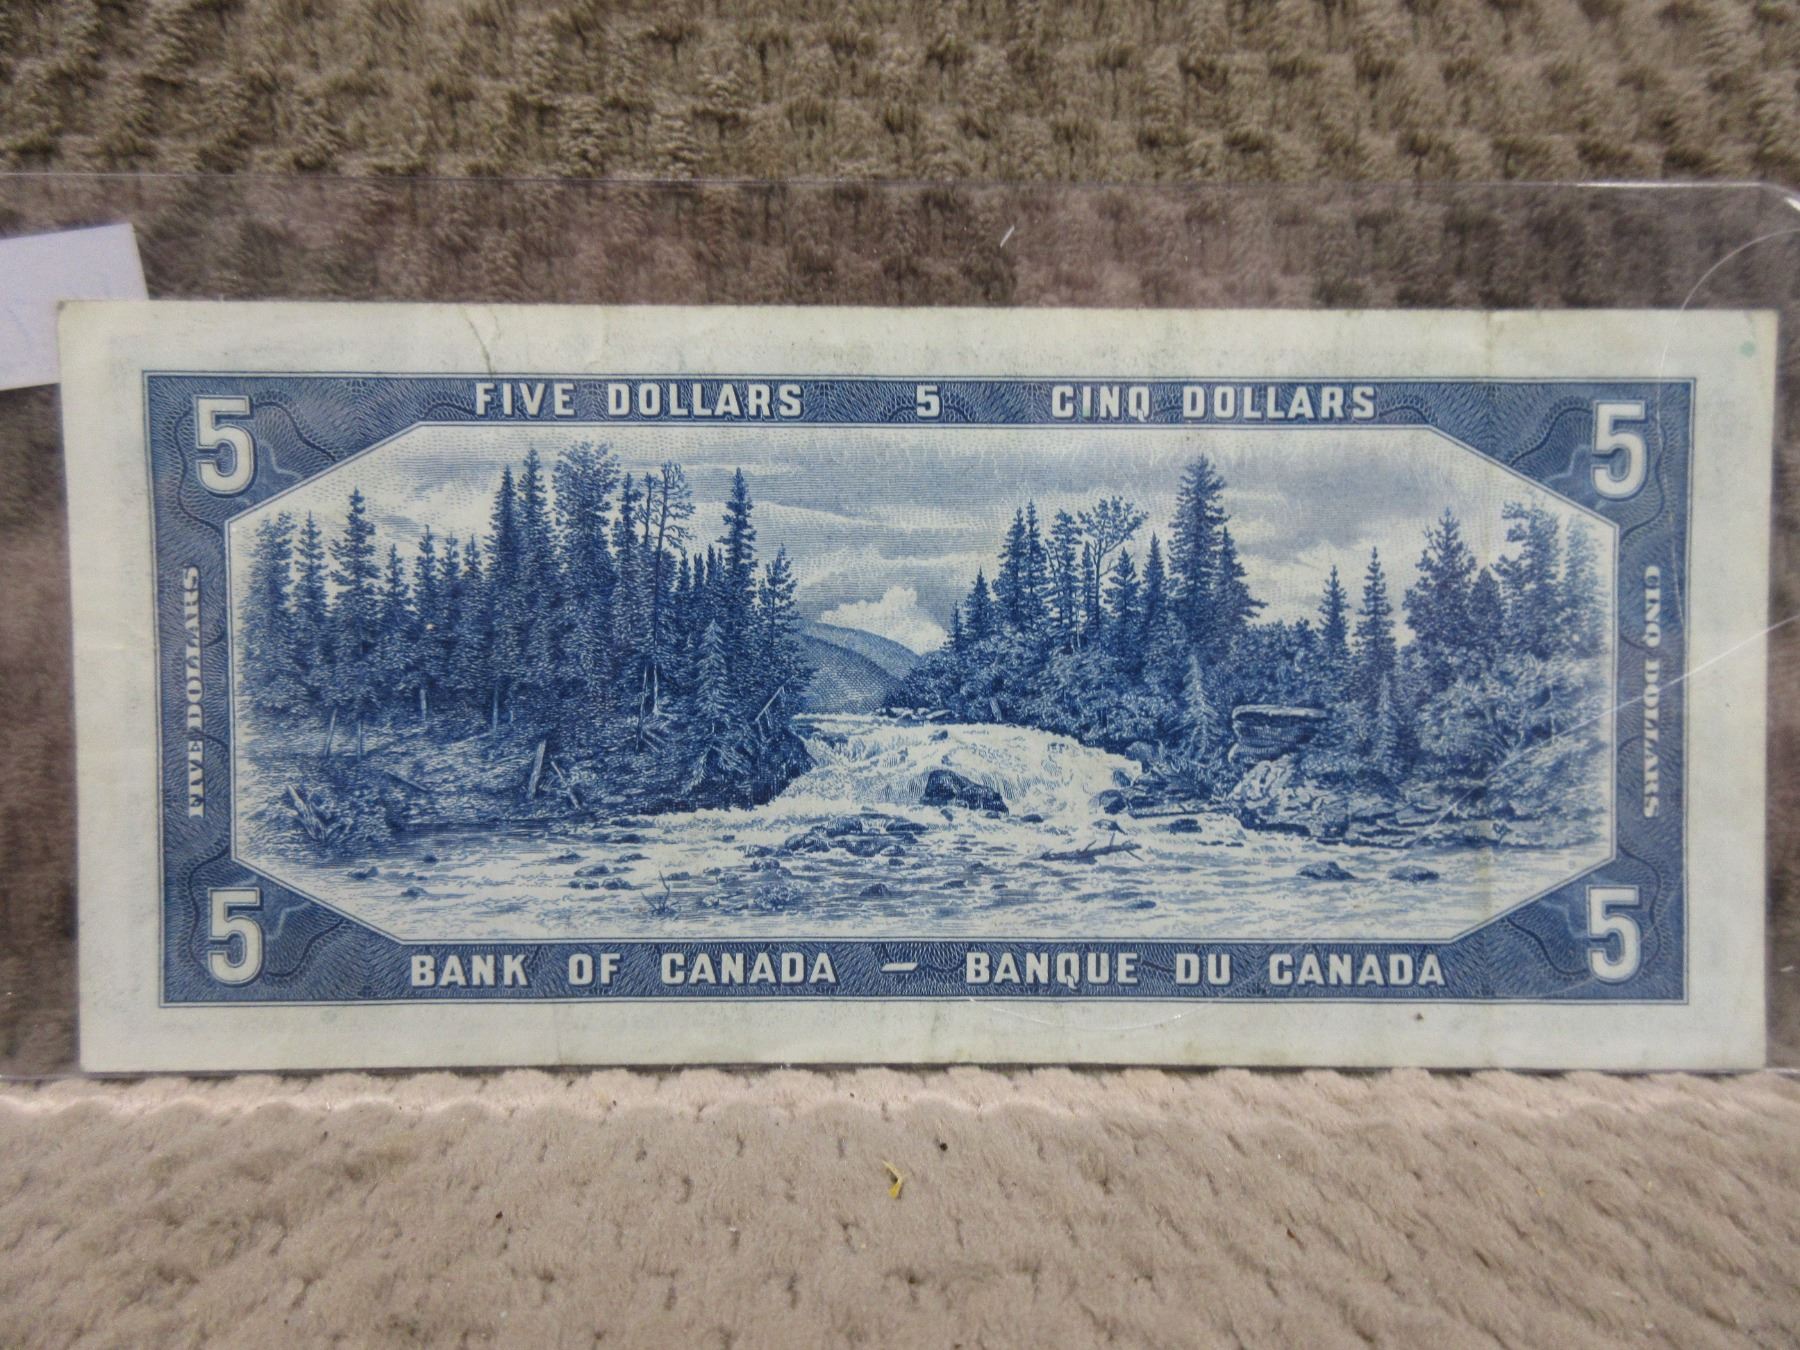 FIVE DOLLARS 5 CINQ DOLLARS
5 5
FIVE DOLLARS
CINQ DOLLARS
5 5
BANK OF CANADA – BANQUE DU CANADA